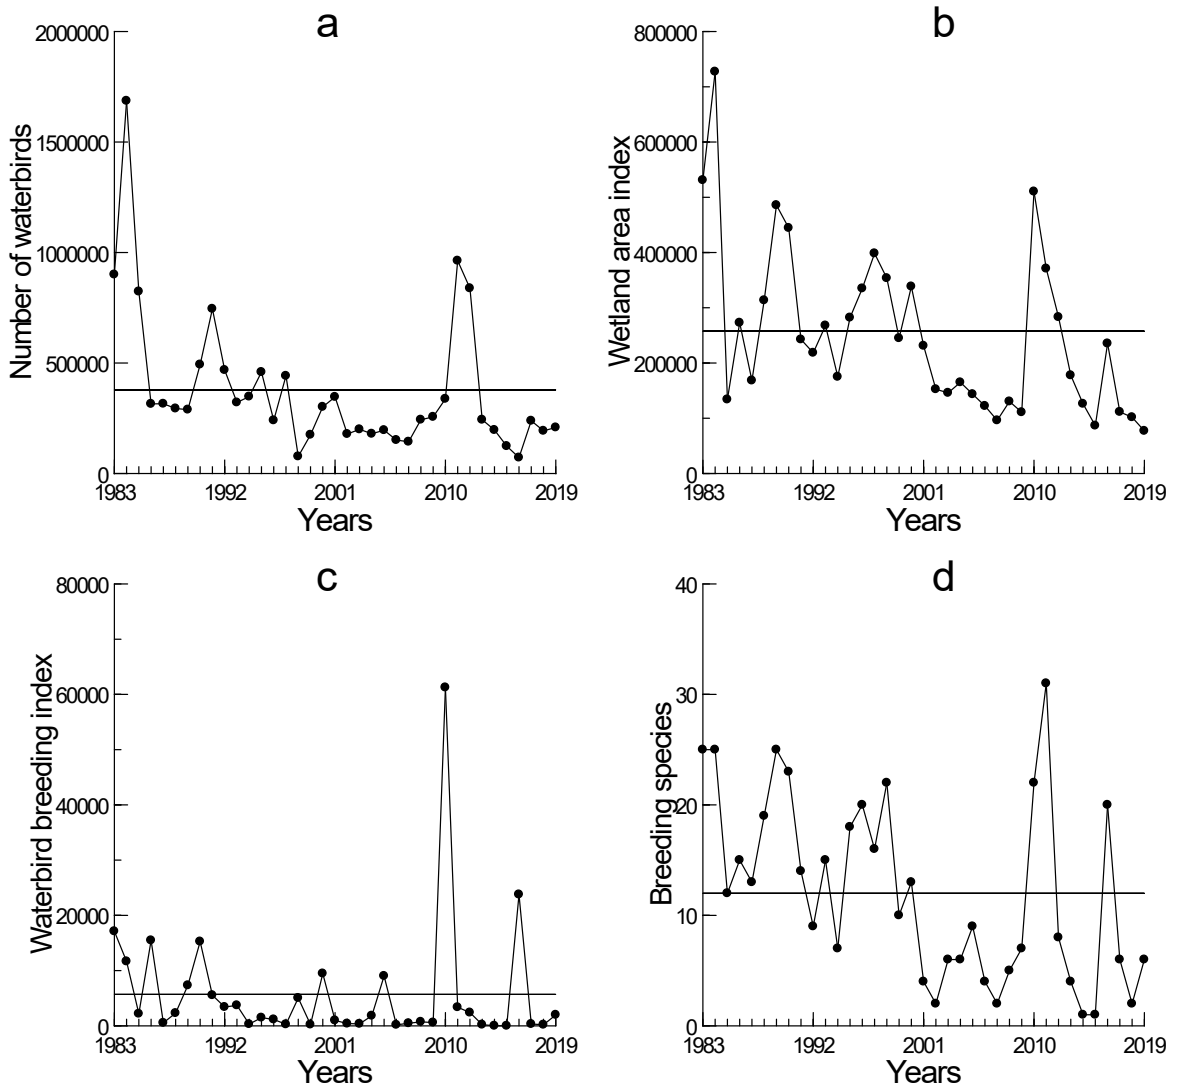 a
Number of waterbirds
2000000
1500000
1000000
500000
0
1983 1992 2001 2010 2019
Years
b
Wetland area index
800000
600000
400000
200000
0
1983 1992 2001 2010 2019
Years
c
Waterbird breeding index
80000
60000
40000
20000
0
1983 1992 2001 2010 2019
Years
d
Breeding species
40
30
20
10
0
1983 1992 2001 2010 2019
Years